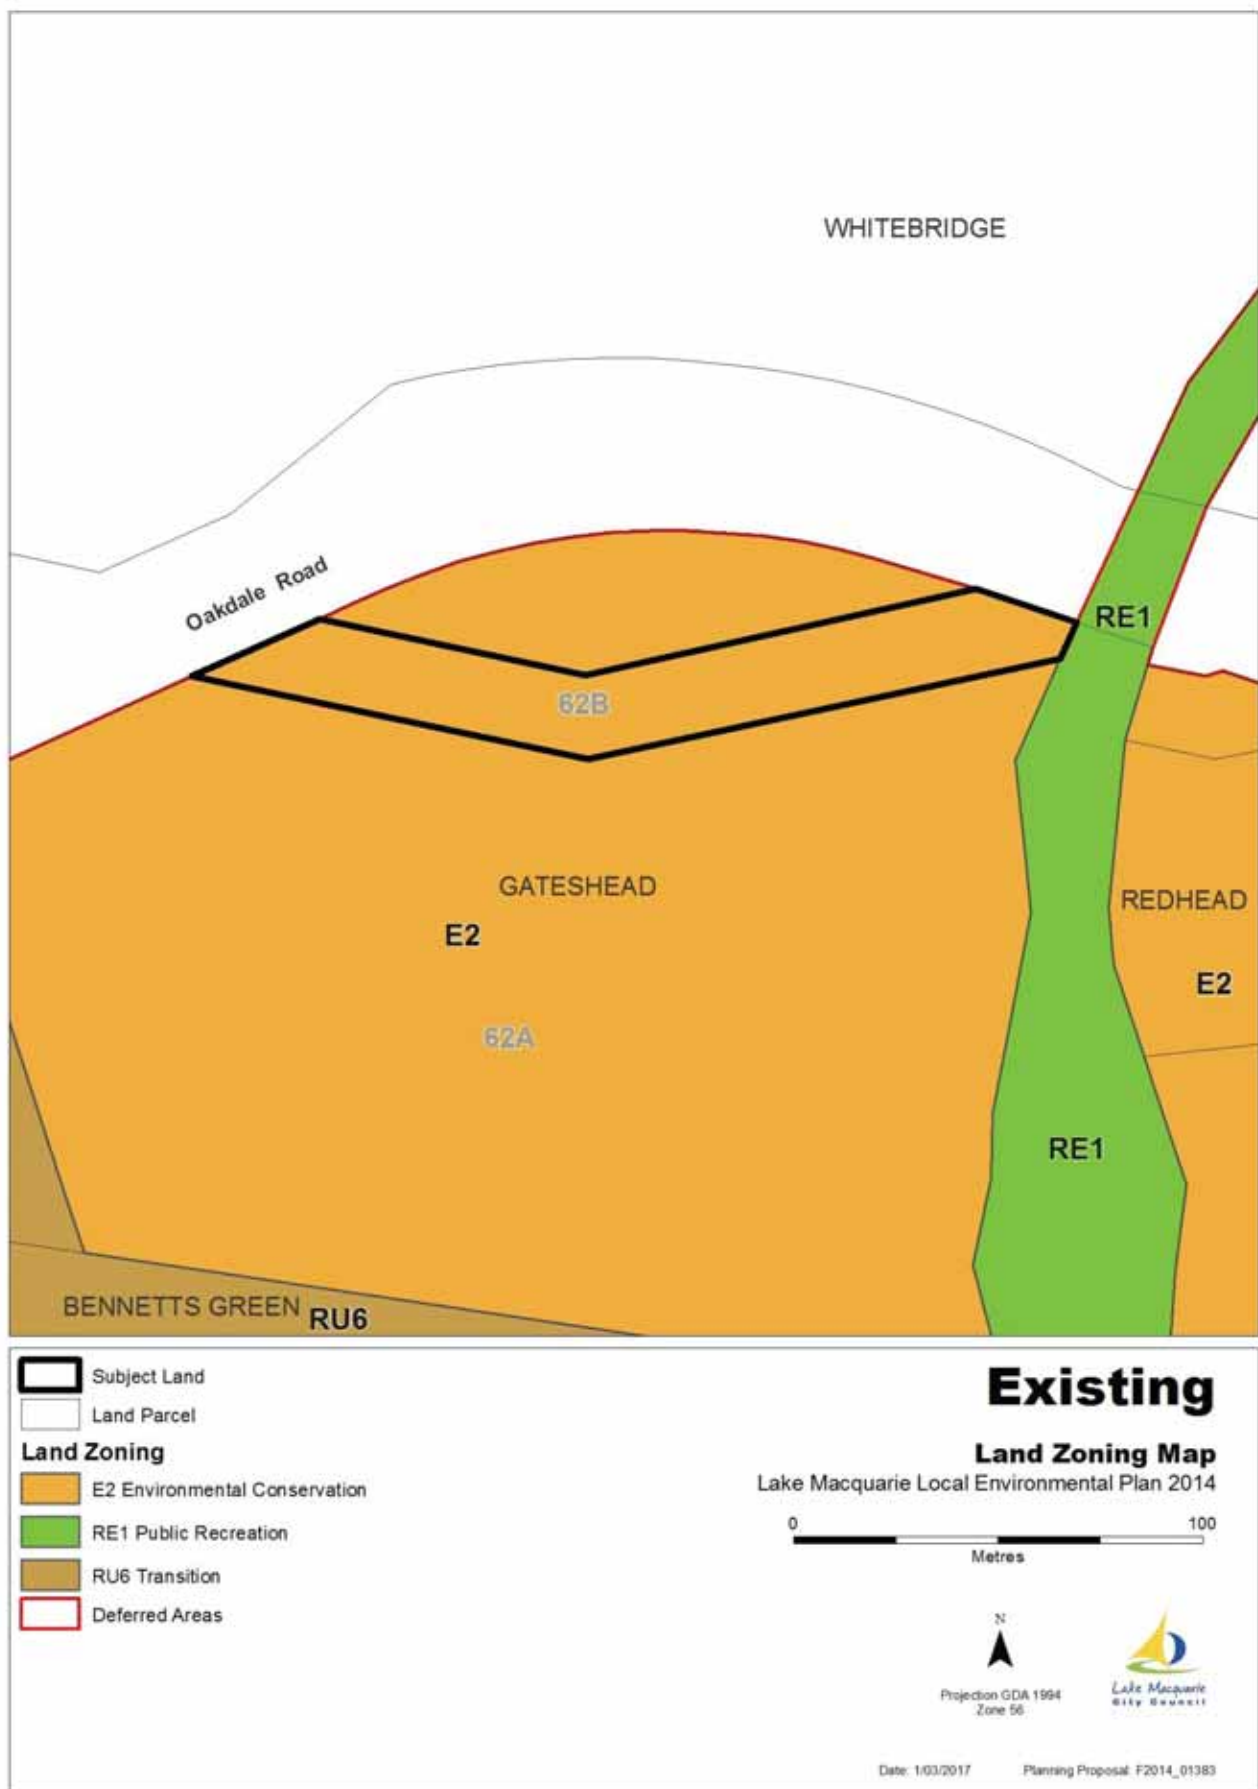 WHITEBRIDGE
Oakdale Road
RE1
62B
GATESHEAD
REDHEAD
E2
E2
62A
RE1
BENNETTS GREEN
RU6
Subject Land
Land Parcel
Land Zoning
E2 Environmental Conservation
RE1 Public Recreation
RU6 Transition
Deferred Areas
Existing
Land Zoning Map
Lake Macquarie Local Environmental Plan 2014
0 100
Metres
N
Projection GDA 1994
Zone 56
Lake Macquarie
City Council
Date: 1/03/2017 Planning Proposal: F2014_01383